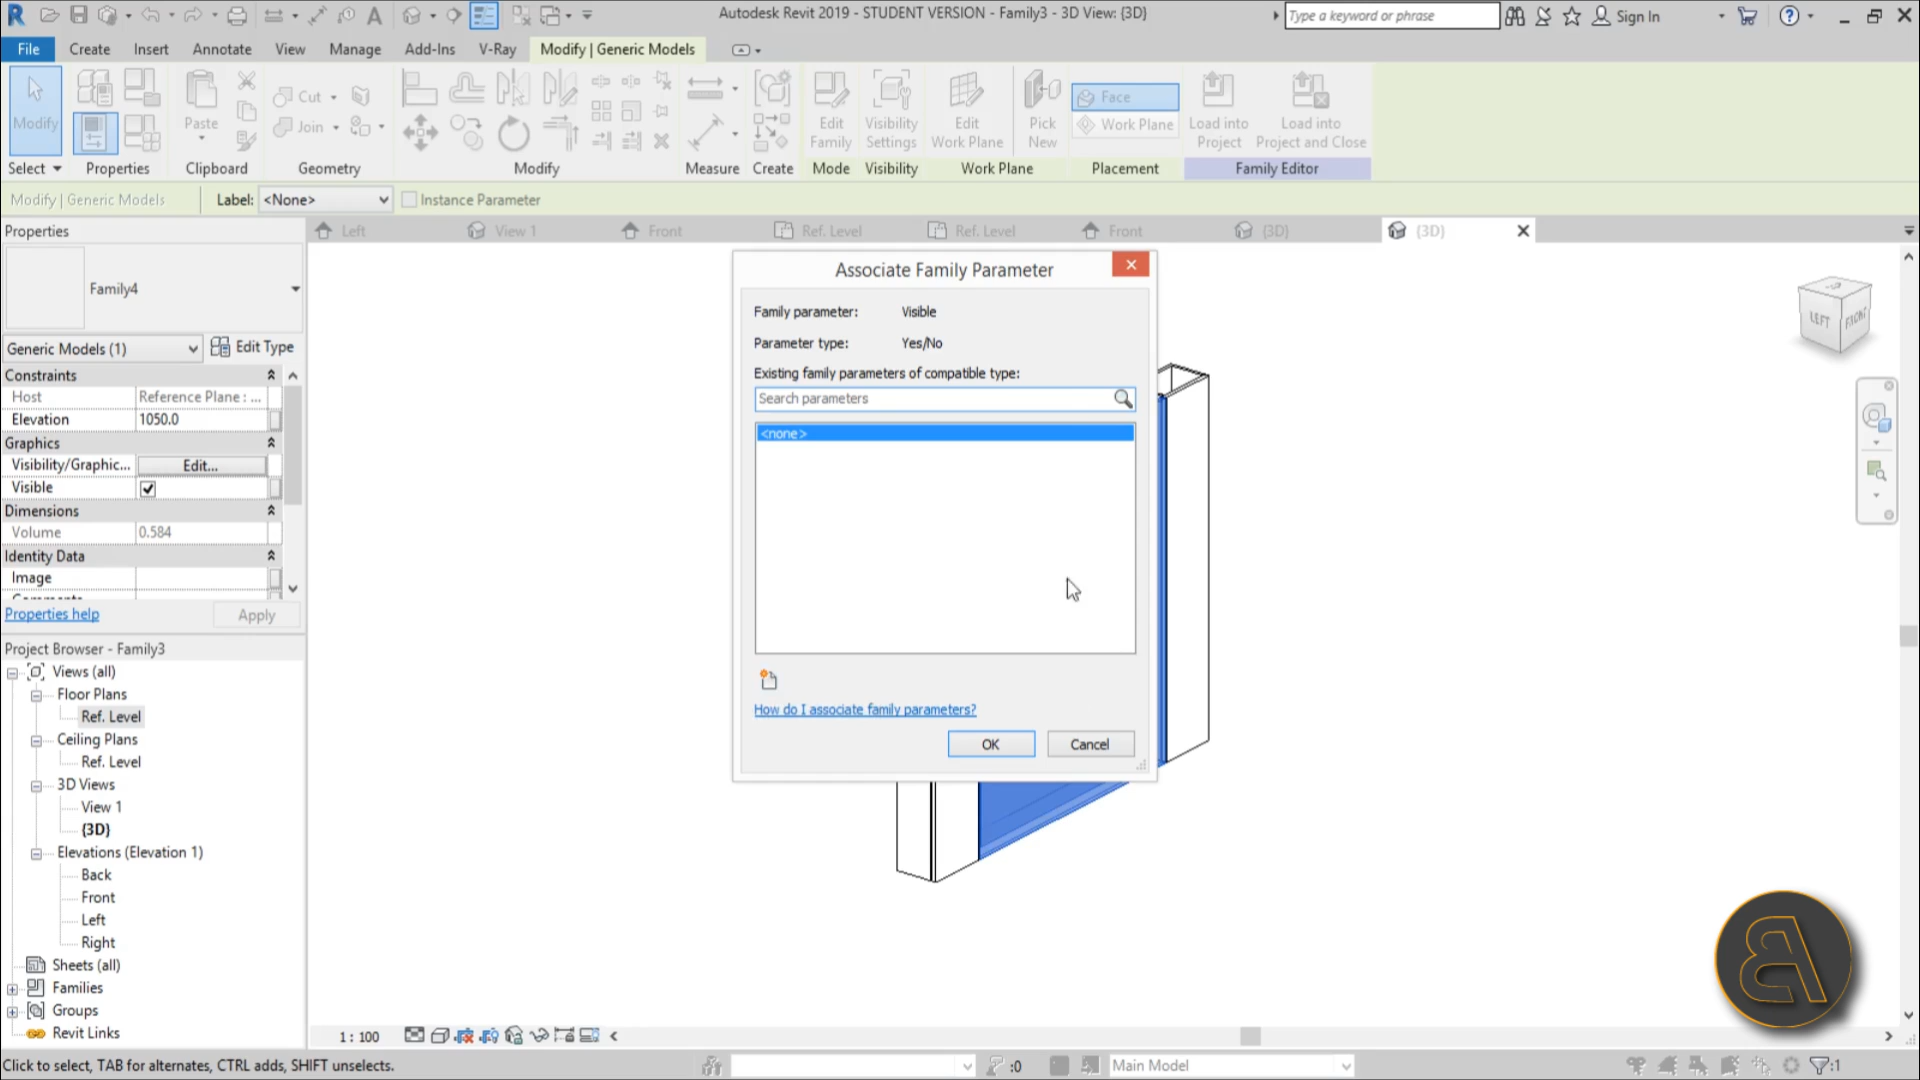 Autodesk Revit 2019 - STUDENT VERSION - Family3 - 3D View: {3D}
Type a keyword or phrase
Sign In
File Create Insert Annotate View Manage Add-Ins V-Ray Modify | Generic Models
Modify
Paste
Cut
Join
Edit Family
Visibility Settings
Edit Work Plane
Pick New
Face
Work Plane
Load into Project
Load into Project and Close
Select Properties Clipboard Geometry Modify Measure Create Mode Visibility Work Plane Placement Family Editor
Modify | Generic Models Label: <None> Instance Parameter
Properties
Left View 1 Front Ref. Level Ref. Level Front {3D} {3D}
Family4
Generic Models (1) Edit Type
Constraints
Host Reference Plane : ...
Elevation 1050.0
Graphics
Visibility/Graphic... Edit...
Visible
Dimensions
Volume 0.584
Identity Data
Image
Properties help Apply
Project Browser - Family3
Views (all)
Floor Plans
Ref. Level
Ceiling Plans
Ref. Level
3D Views
View 1
{3D}
Elevations (Elevation 1)
Back
Front
Left
Right
Sheets (all)
Families
Groups
Revit Links
Associate Family Parameter
Family parameter: Visible
Parameter type: Yes/No
Existing family parameters of compatible type:
Search parameters
<none>
How do I associate family parameters?
OK Cancel
LEFT FRONT
1 : 100
Click to select, TAB for alternates, CTRL adds, SHIFT unselects.
:0
Main Model
:1